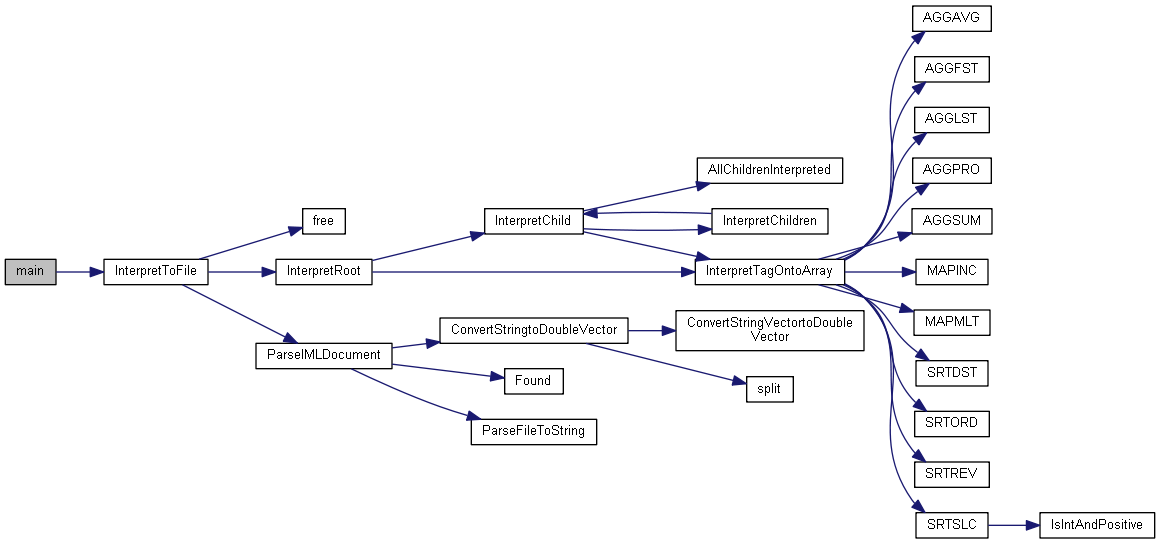 main
InterpretToFile
free
InterpretRoot
ParseIMLDocument
InterpretChild
ConvertStringtoDoubleVector
Found
ParseFileToString
AllChildrenInterpreted
InterpretChildren
InterpretTagOntoArray
ConvertStringVectortoDouble
Vector
split
AGGAVG
AGGFST
AGGLST
AGGPRO
AGGSUM
MAPINC
MAPMLT
SRTDST
SRTORD
SRTREV
SRTSLC
IsIntAndPositive